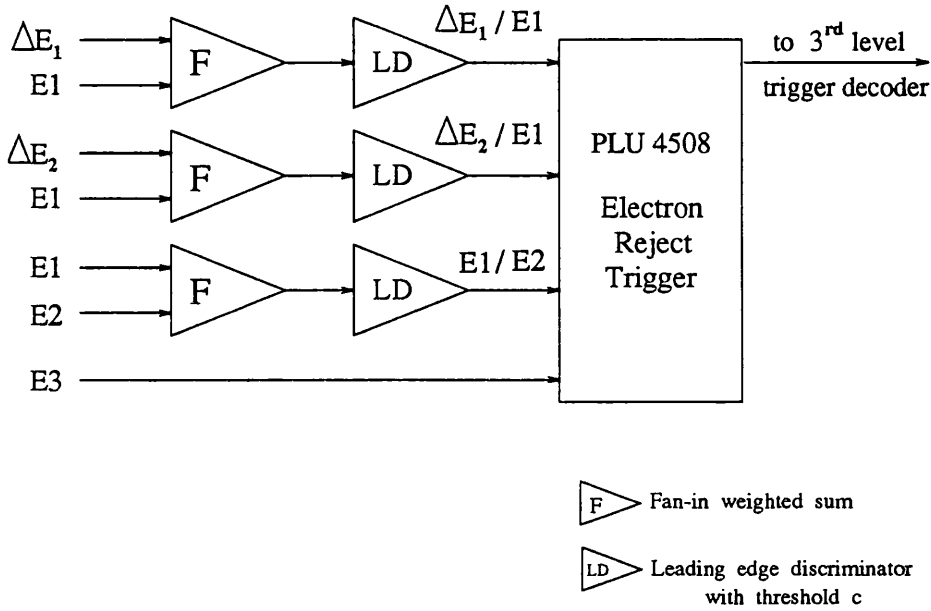 ΔE₁
E1
F
LD
ΔE₁ / E1
ΔE₂
E1
F
LD
ΔE₂ / E1
E1
E2
F
LD
E1 / E2
E3
PLU 4508
Electron
Reject
Trigger
to 3ʳᵈ level
trigger decoder
F Fan-in weighted sum
LD Leading edge discriminator
with threshold c